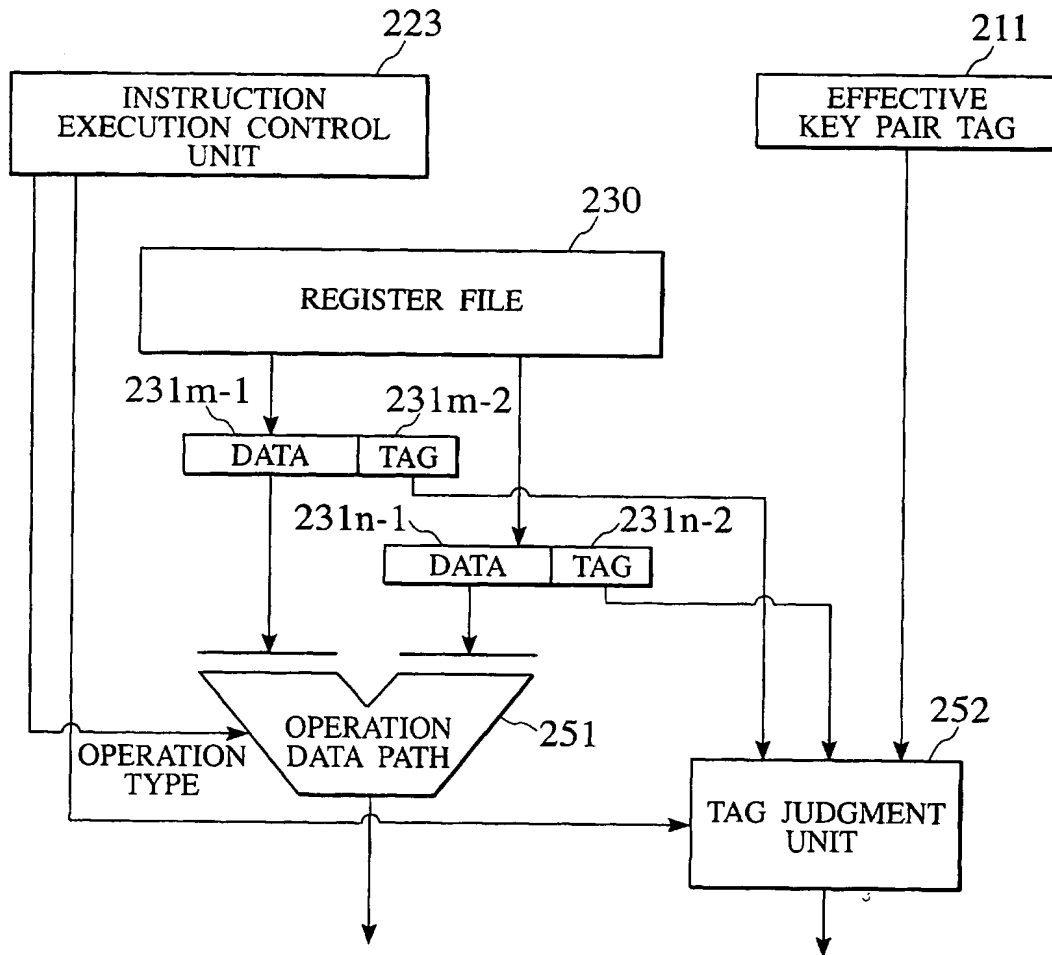 223
211
INSTRUCTION
EXECUTION CONTROL
UNIT
EFFECTIVE
KEY PAIR TAG
230
REGISTER FILE
231m-1
231m-2
DATA
TAG
231n-1
231n-2
DATA
TAG
OPERATION
DATA PATH
251
OPERATION
TYPE
252
TAG JUDGMENT
UNIT